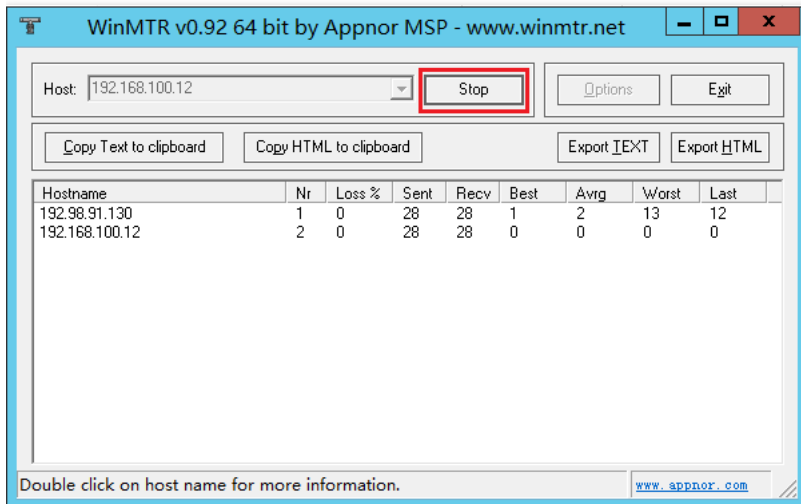 WinMTR v0.92 64 bit by Appnor MSP - www.winmtr.net
Host: 192.168.100.12 Stop Options Exit
Copy Text to clipboard Copy HTML to clipboard Export TEXT Export HTML
Hostname Nr Loss % Sent Recv Best Avrg Worst Last
192.98.91.130 1 0 28 28 1 2 13 12
192.168.100.12 2 0 28 28 0 0 0 0
Double click on host name for more information. www.appnor.com